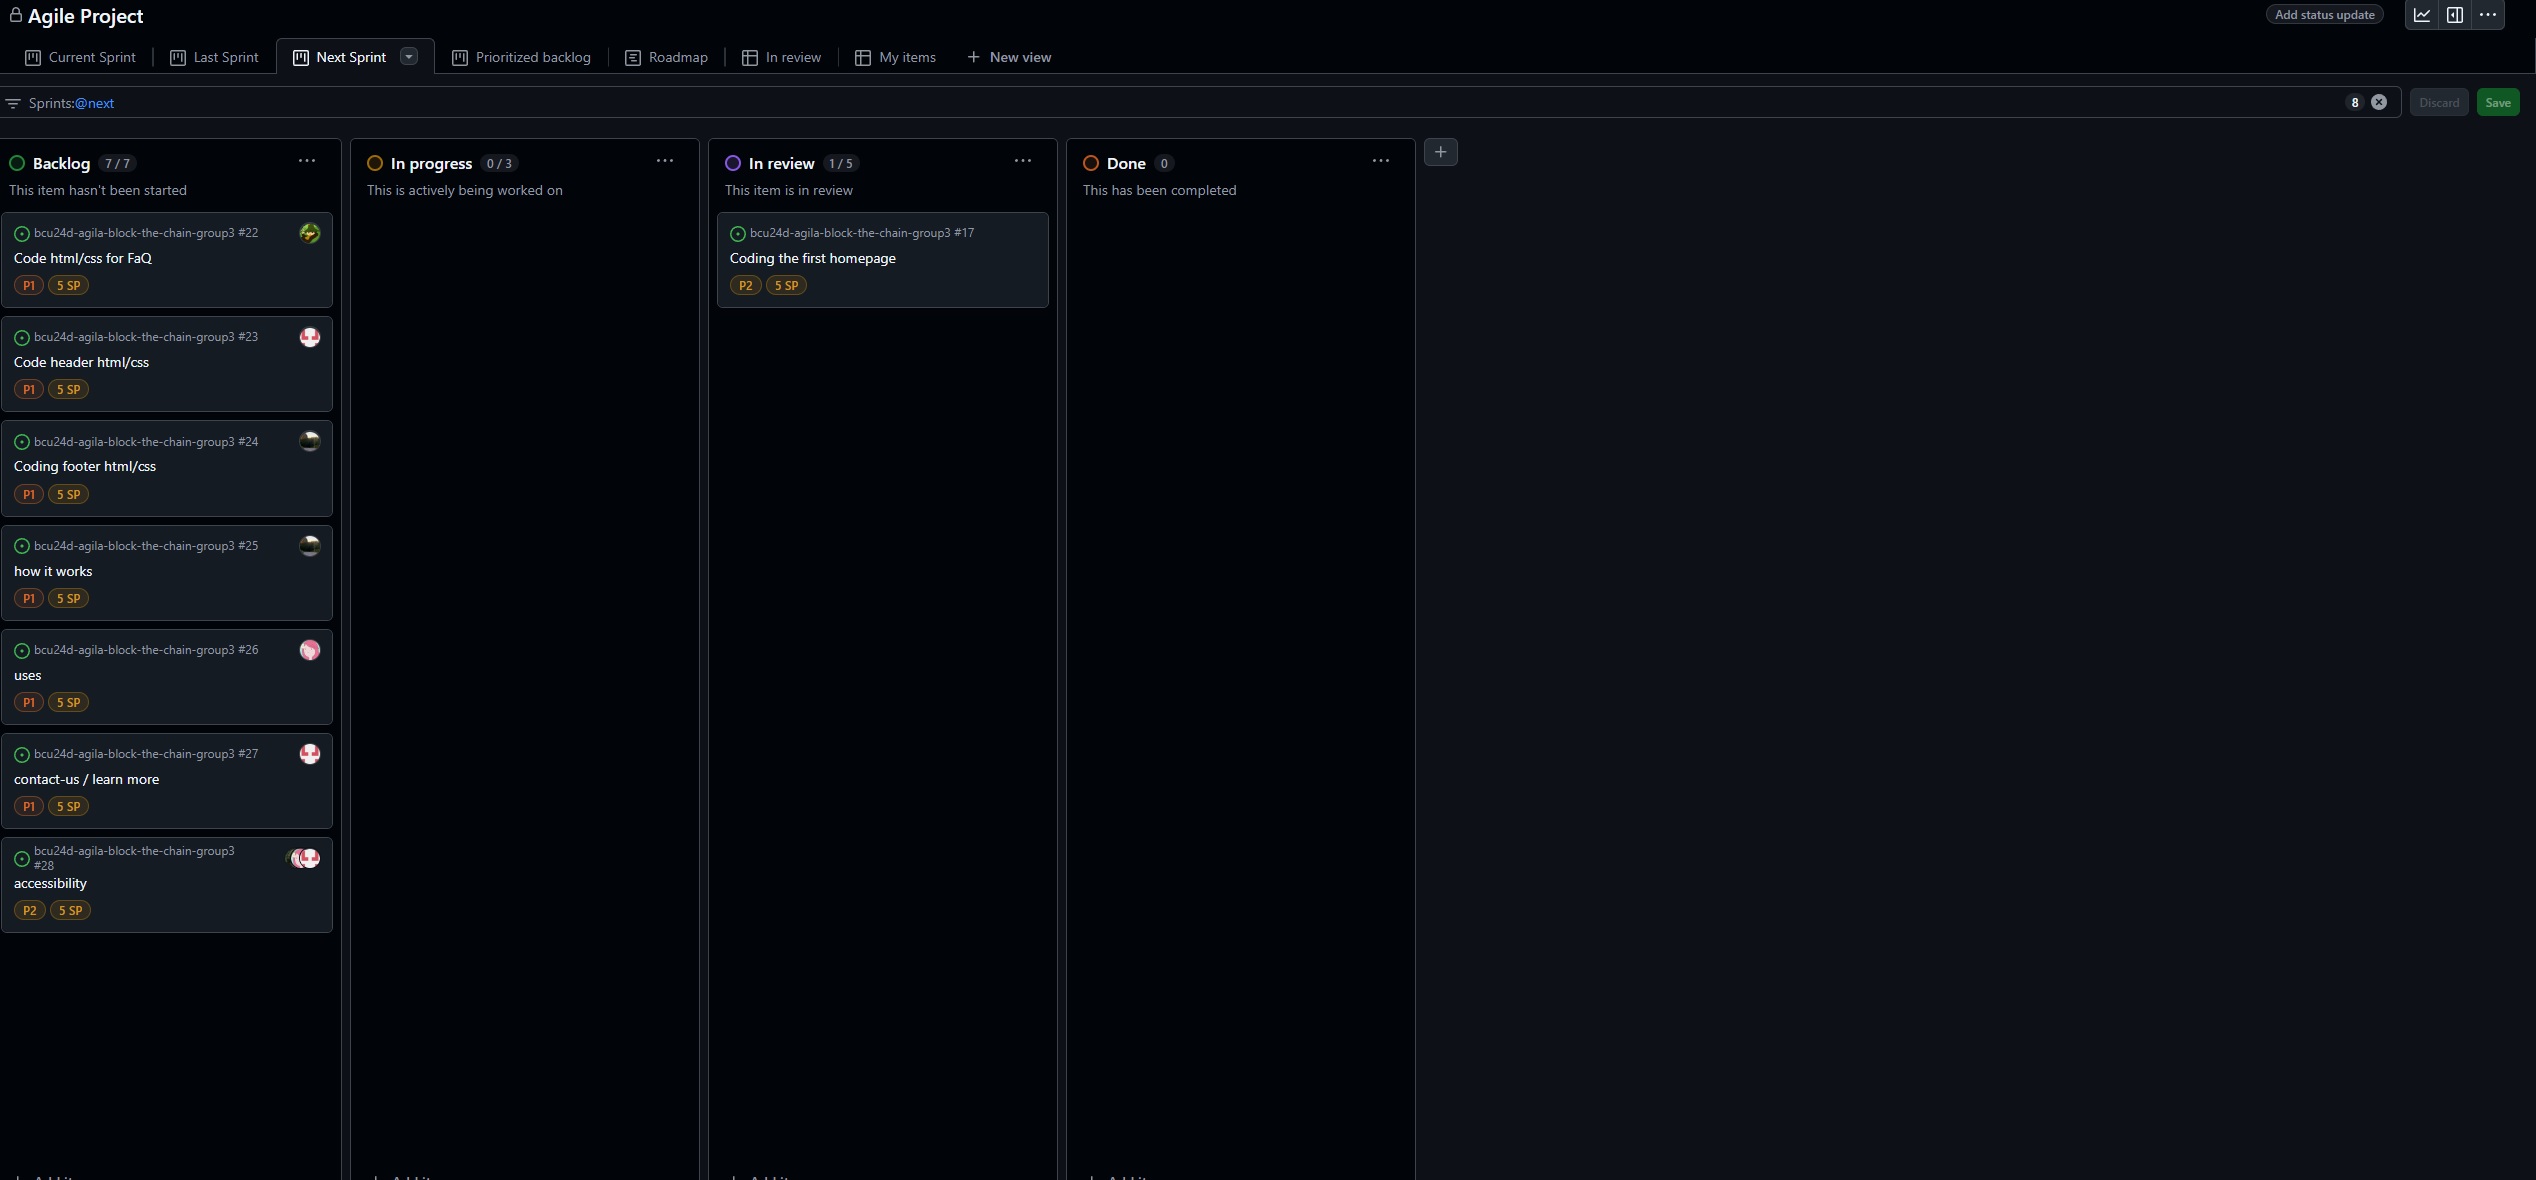 Agile Project
Add status update
Current Sprint
Last Sprint
Next Sprint
Prioritized backlog
Roadmap
In review
My items
New view
Sprints:@next
8
Discard
Save
Backlog 7 / 7
This item hasn't been started
bcu24d-agila-block-the-chain-group3 #22
Code html/css for FaQ
P1 5 SP
bcu24d-agila-block-the-chain-group3 #23
Code header html/css
P1 5 SP
bcu24d-agila-block-the-chain-group3 #24
Coding footer html/css
P1 5 SP
bcu24d-agila-block-the-chain-group3 #25
how it works
P1 5 SP
bcu24d-agila-block-the-chain-group3 #26
uses
P1 5 SP
bcu24d-agila-block-the-chain-group3 #27
contact-us / learn more
P1 5 SP
bcu24d-agila-block-the-chain-group3
#28
accessibility
P2 5 SP
In progress 0 / 3
This is actively being worked on
In review 1 / 5
This item is in review
bcu24d-agila-block-the-chain-group3 #17
Coding the first homepage
P2 5 SP
Done 0
This has been completed